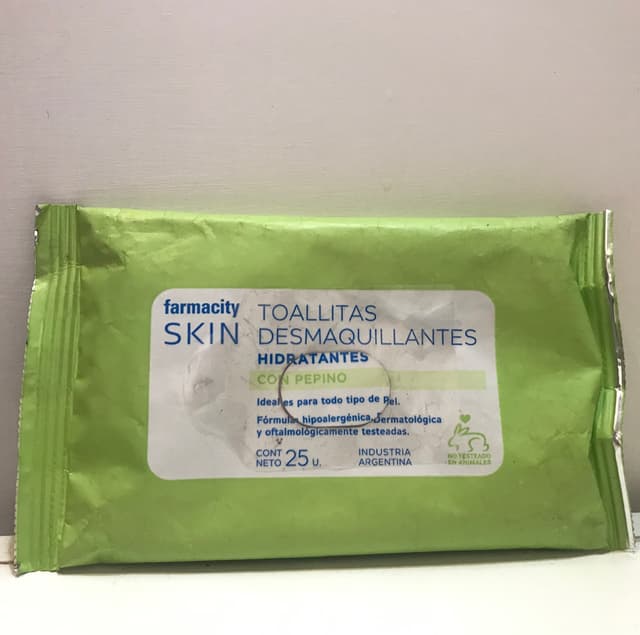 farmacity
SKIN
TOALLITAS
DESMAQUILLANTES
HIDRATANTES
CON PEPINO
Ideales para todo tipo de Pel.
Fórmula hipoalergénica. Dermatológica
y oftalmológicamente testeadas.
CONT
NETO 25 U.
INDUSTRIA
ARGENTINA
NO TESTEADO
EN ANIMALES